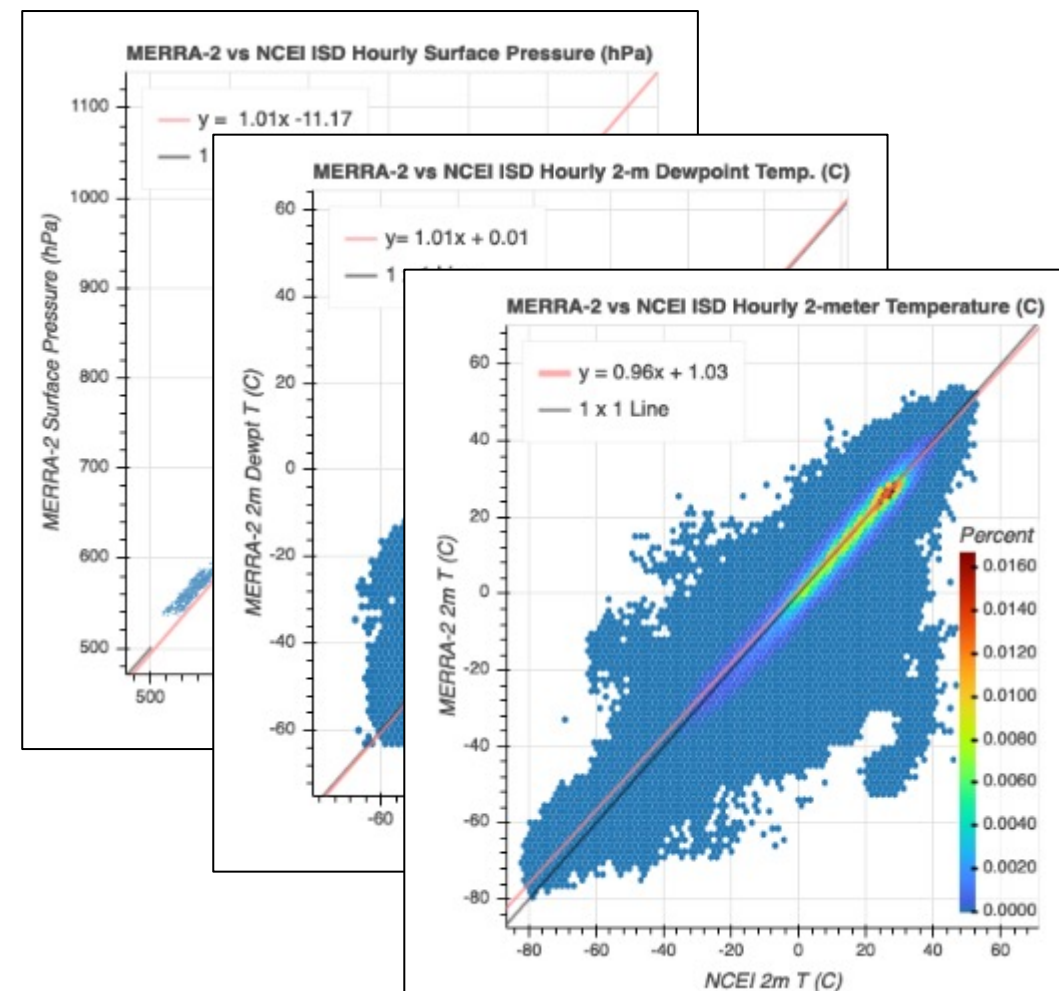 MERRA-2 vs NCEI ISD Hourly Surface Pressure (hPa)
y = 1.01x -11.17
1
MERRA-2 Surface Pressure (hPa)
1100
1000
900
800
700
600
500
500
MERRA-2 vs NCEI ISD Hourly 2-m Dewpoint Temp. (C)
y= 1.01x + 0.01
1
MERRA-2 2m Dewpt T (C)
60
40
20
0
-20
-40
-60
-60
MERRA-2 vs NCEI ISD Hourly 2-meter Temperature (C)
y = 0.96x + 1.03
1 x 1 Line
MERRA-2 2m T (C)
60
40
20
0
-20
-40
-60
-80
-80 -60 -40 -20 0 20 40 60
NCEI 2m T (C)
Percent
0.0160
0.0140
0.0120
0.0100
0.0080
0.0060
0.0040
0.0020
0.0000